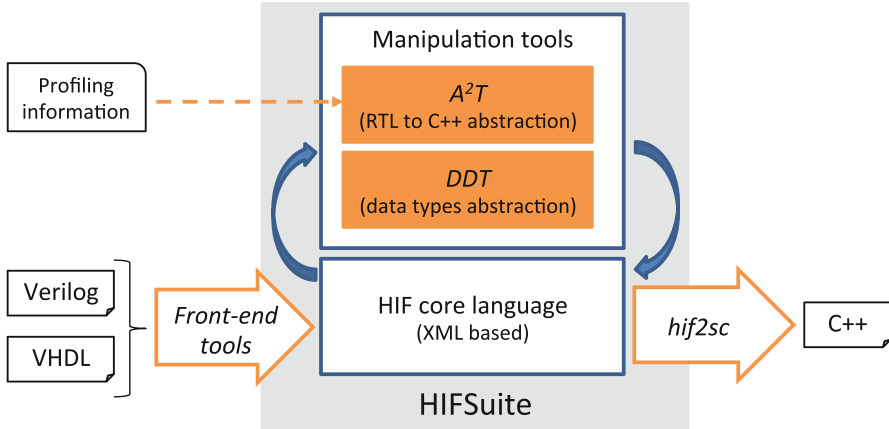 Manipulation tools
Profiling
information
A²T
(RTL to C++ abstraction)
DDT
(data types abstraction)
Verilog
VHDL
Front-end
tools
HIF core language
(XML based)
hif2sc
C++
HIFSuite